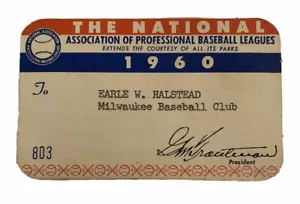 THE NATIONAL
ASSOCIATION OF PROFESSIONAL BASEBALL LEAGUES
EXTENDS THE COURTESY OF ALL ITS PARKS
1960
To
EARLE W. HALSTEAD
Milwaukee Baseball Club
803
G M Trautman
President